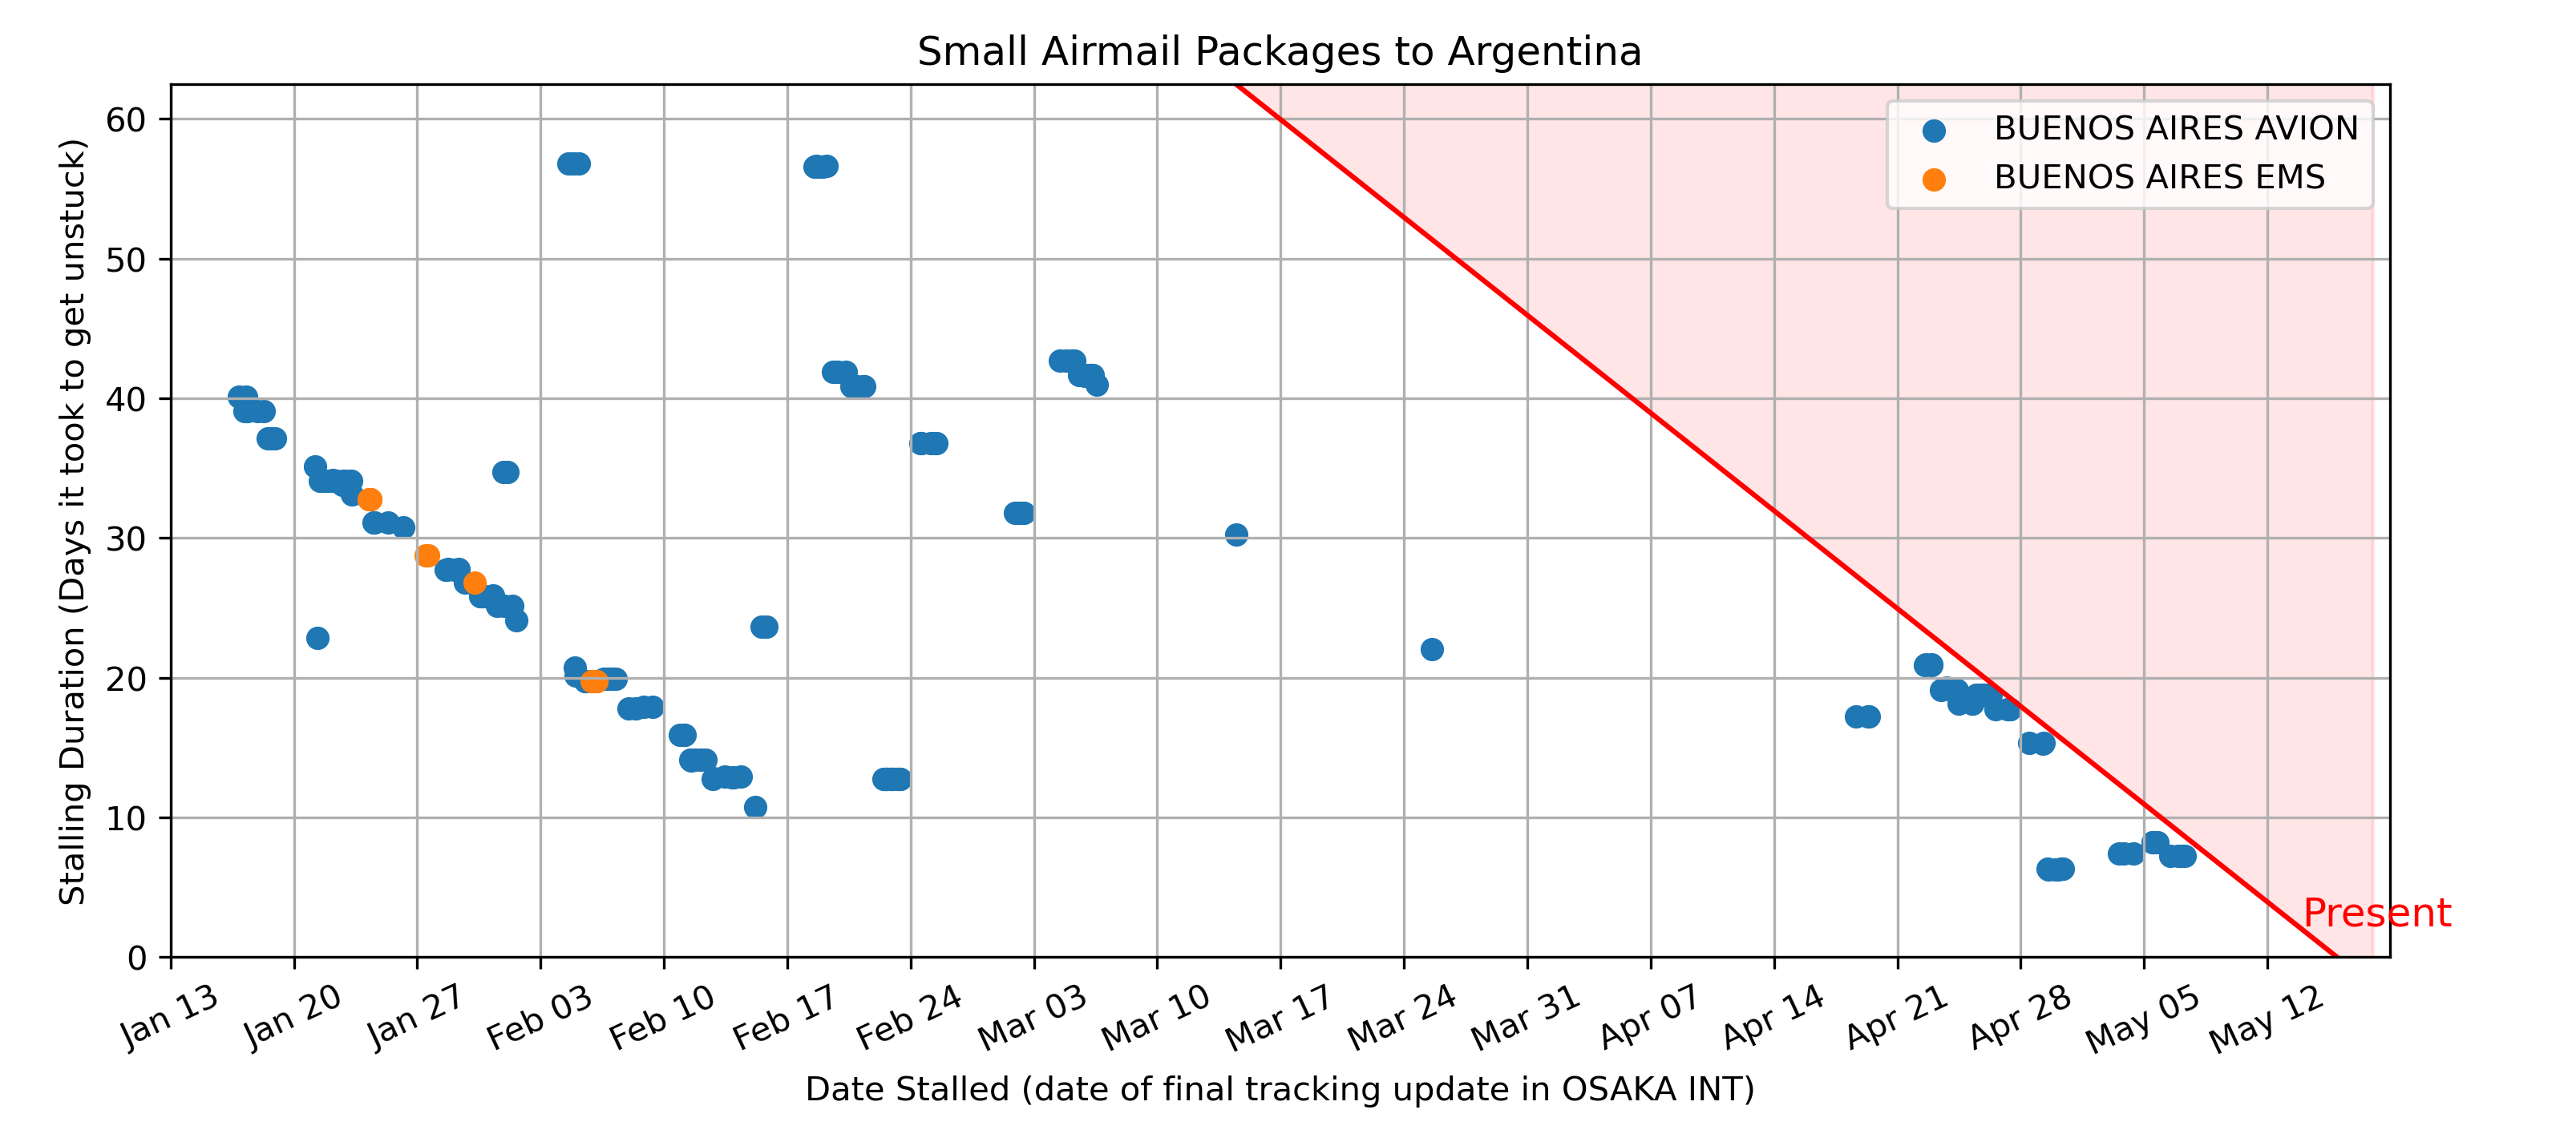 Small Airmail Packages to Argentina
BUENOS AIRES AVION
BUENOS AIRES EMS
Stalling Duration (Days it took to get unstuck)
60
50
40
30
20
10
0
Present
Jan 13
Jan 20
Jan 27
Feb 03
Feb 10
Feb 17
Feb 24
Mar 03
Mar 10
Mar 17
Mar 24
Mar 31
Apr 07
Apr 14
Apr 21
Apr 28
May 05
May 12
Date Stalled (date of final tracking update in OSAKA INT)